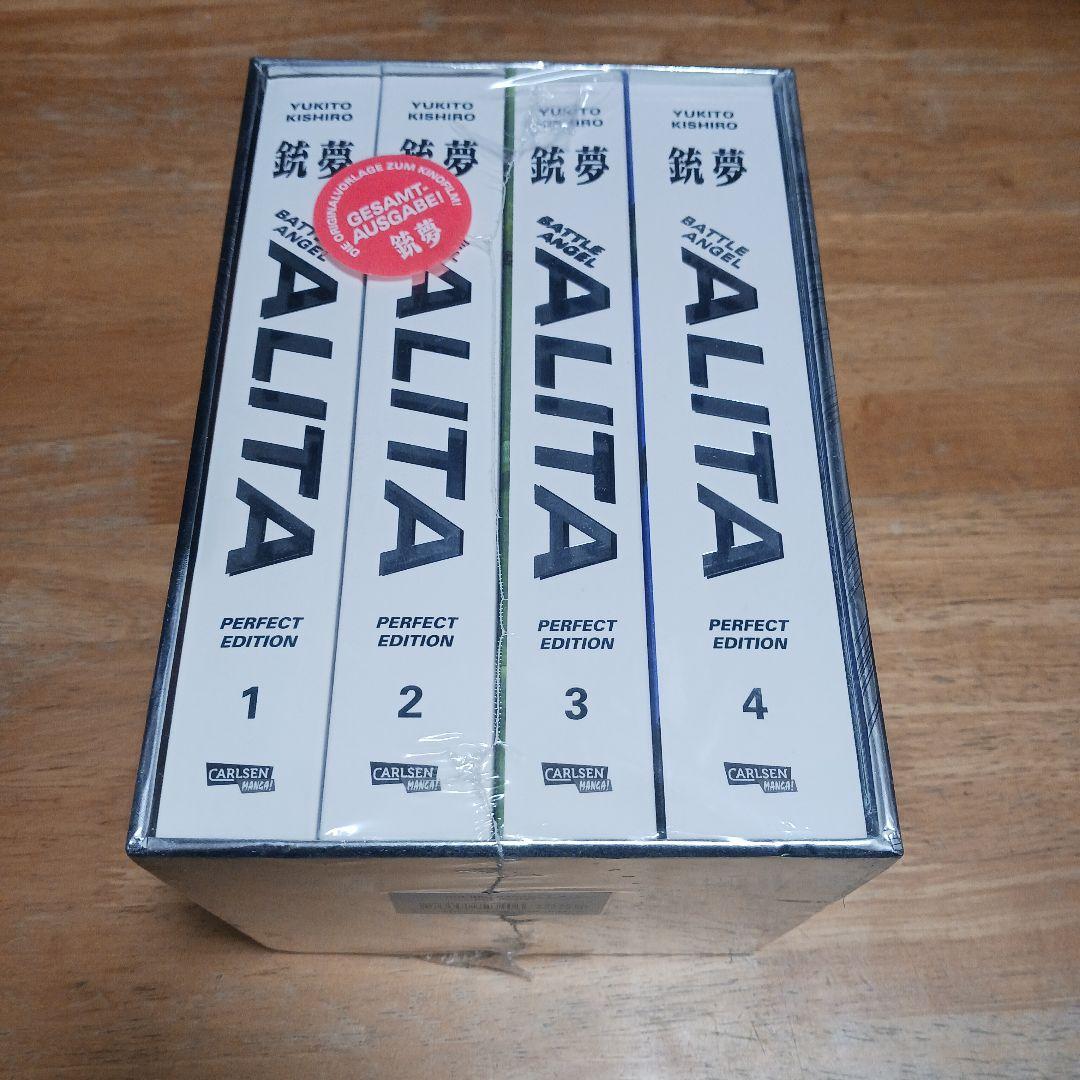 YUKITO
KISHIRO
銃夢
BATTLE
ANGEL
ALITA
PERFECT
EDITION
1
CARLSEN
MANGA!
YUKITO
KISHIRO
銃夢
ALITA
PERFECT
EDITION
2
CARLSEN
MANGA!
YUKITO
KISHIRO
銃夢
BATTLE
ANGEL
ALITA
PERFECT
EDITION
3
CARLSEN
MANGA!
YUKITO
KISHIRO
銃夢
BATTLE
ANGEL
ALITA
PERFECT
EDITION
4
CARLSEN
MANGA!
DIE ORIGINALVORLAGE ZUM KINOFILM!
GESAMT-
AUSGABE!
銃夢